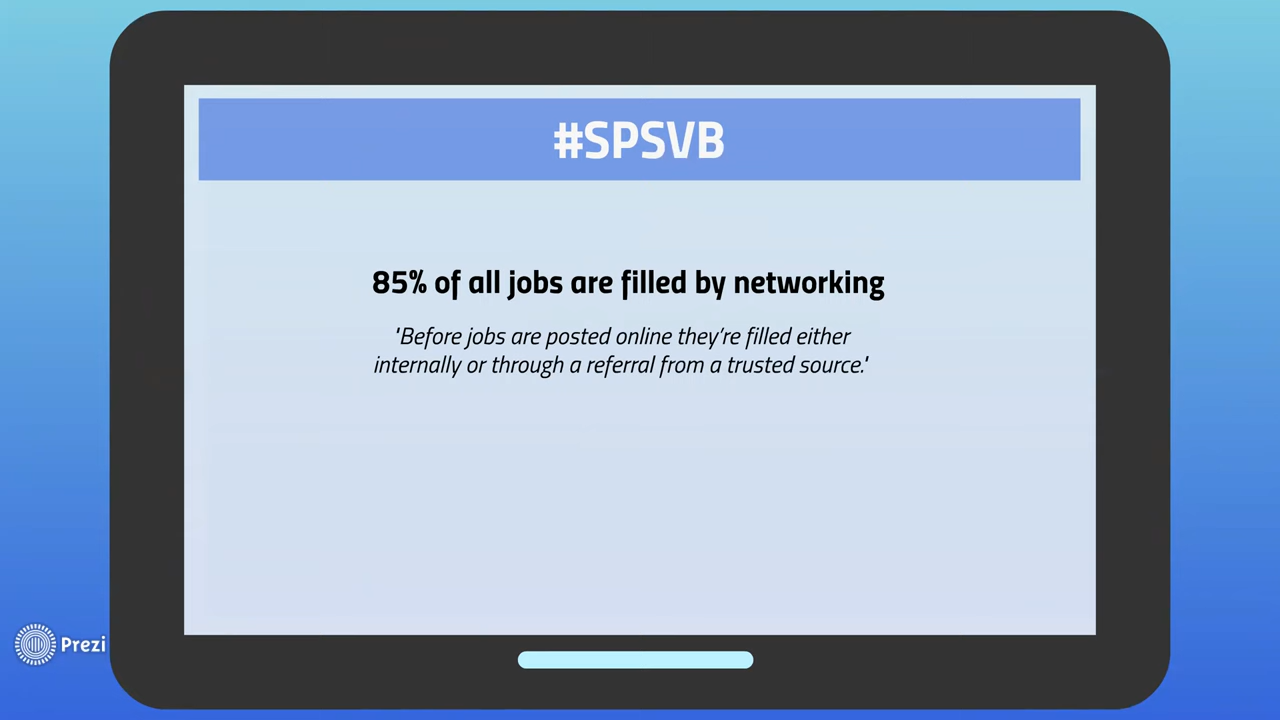 #SPSVB
85% of all jobs are filled by networking
'Before jobs are posted online they're filled either
internally or through a referral from a trusted source.'
Prezi